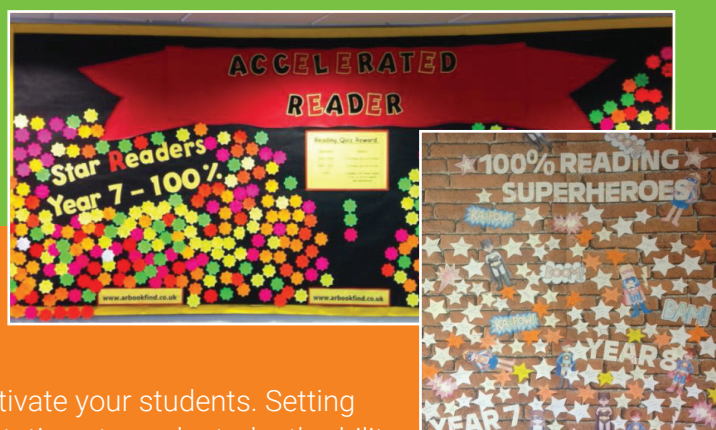 ACCELERATED
READER
Star Readers
Year 7 – 100%
Reading Quiz Reward
www.arbookfind.co.uk
www.arbookfind.co.uk
100% READING
SUPERHEROES
KAPOW
BOOM!
BAM!
KAPOW
YEAR 8
YEAR 7
tivate your students. Setting